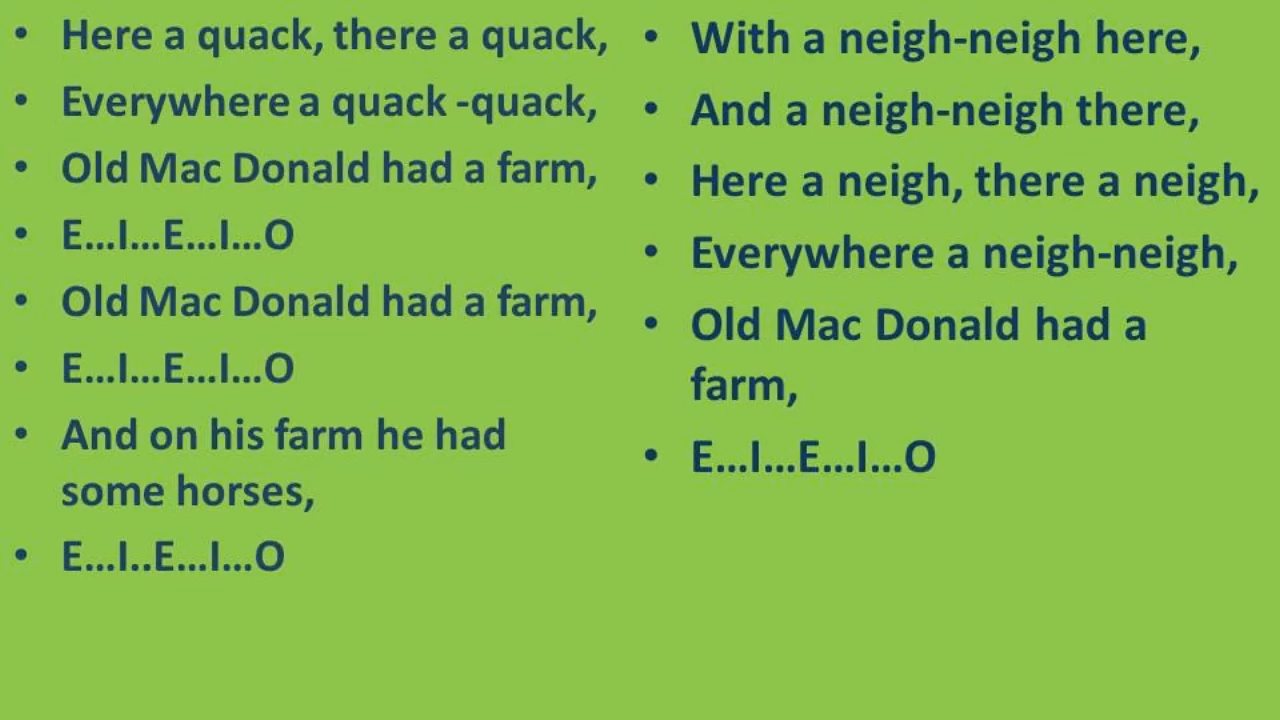 • Here a quack, there a quack,
• Everywhere a quack -quack,
• Old Mac Donald had a farm,
• E...I...E...I...O
• Old Mac Donald had a farm,
• E...I...E...I...O
• And on his farm he had
some horses,
• E...I..E...I...O
• With a neigh-neigh here,
• And a neigh-neigh there,
• Here a neigh, there a neigh,
• Everywhere a neigh-neigh,
• Old Mac Donald had a
farm,
• E...I...E...I...O